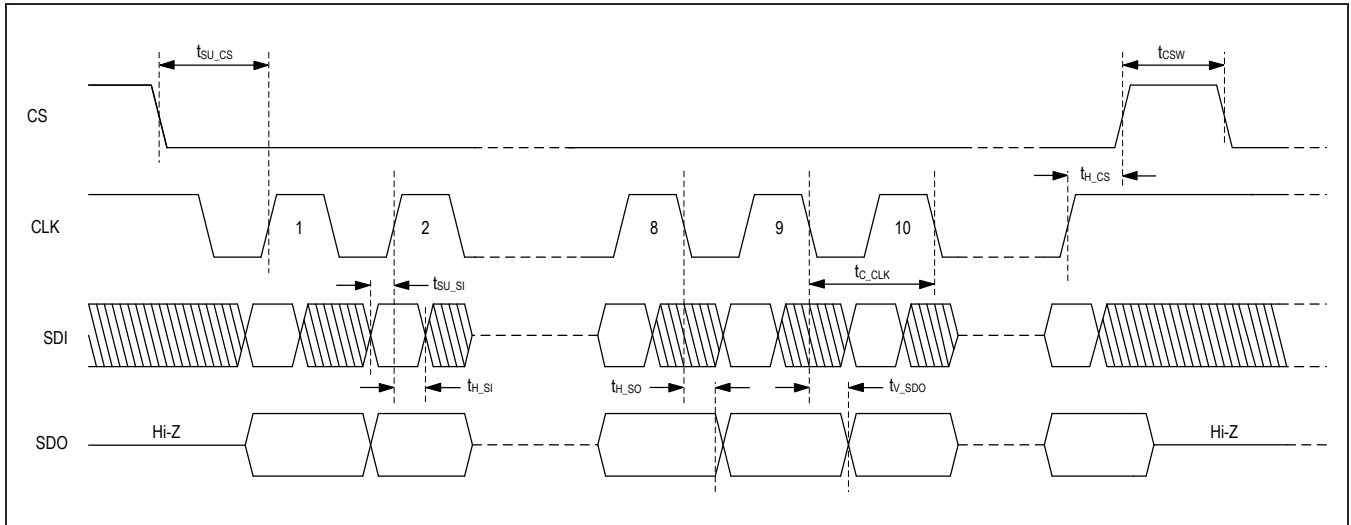 tSU_CS
tCSW
CS
tH_CS
CLK
1
2
8
9
10
tSU_SI
tC_CLK
SDI
tH_SI
tH_SO
tV_SDO
SDO
Hi-Z
Hi-Z